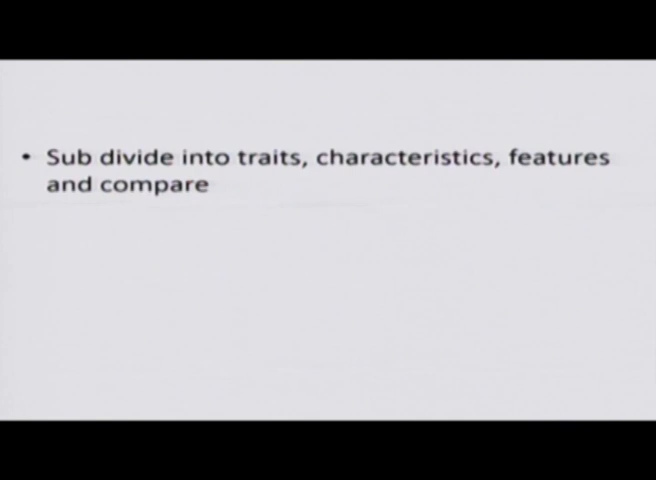 • Sub divide into traits, characteristics, features
and compare